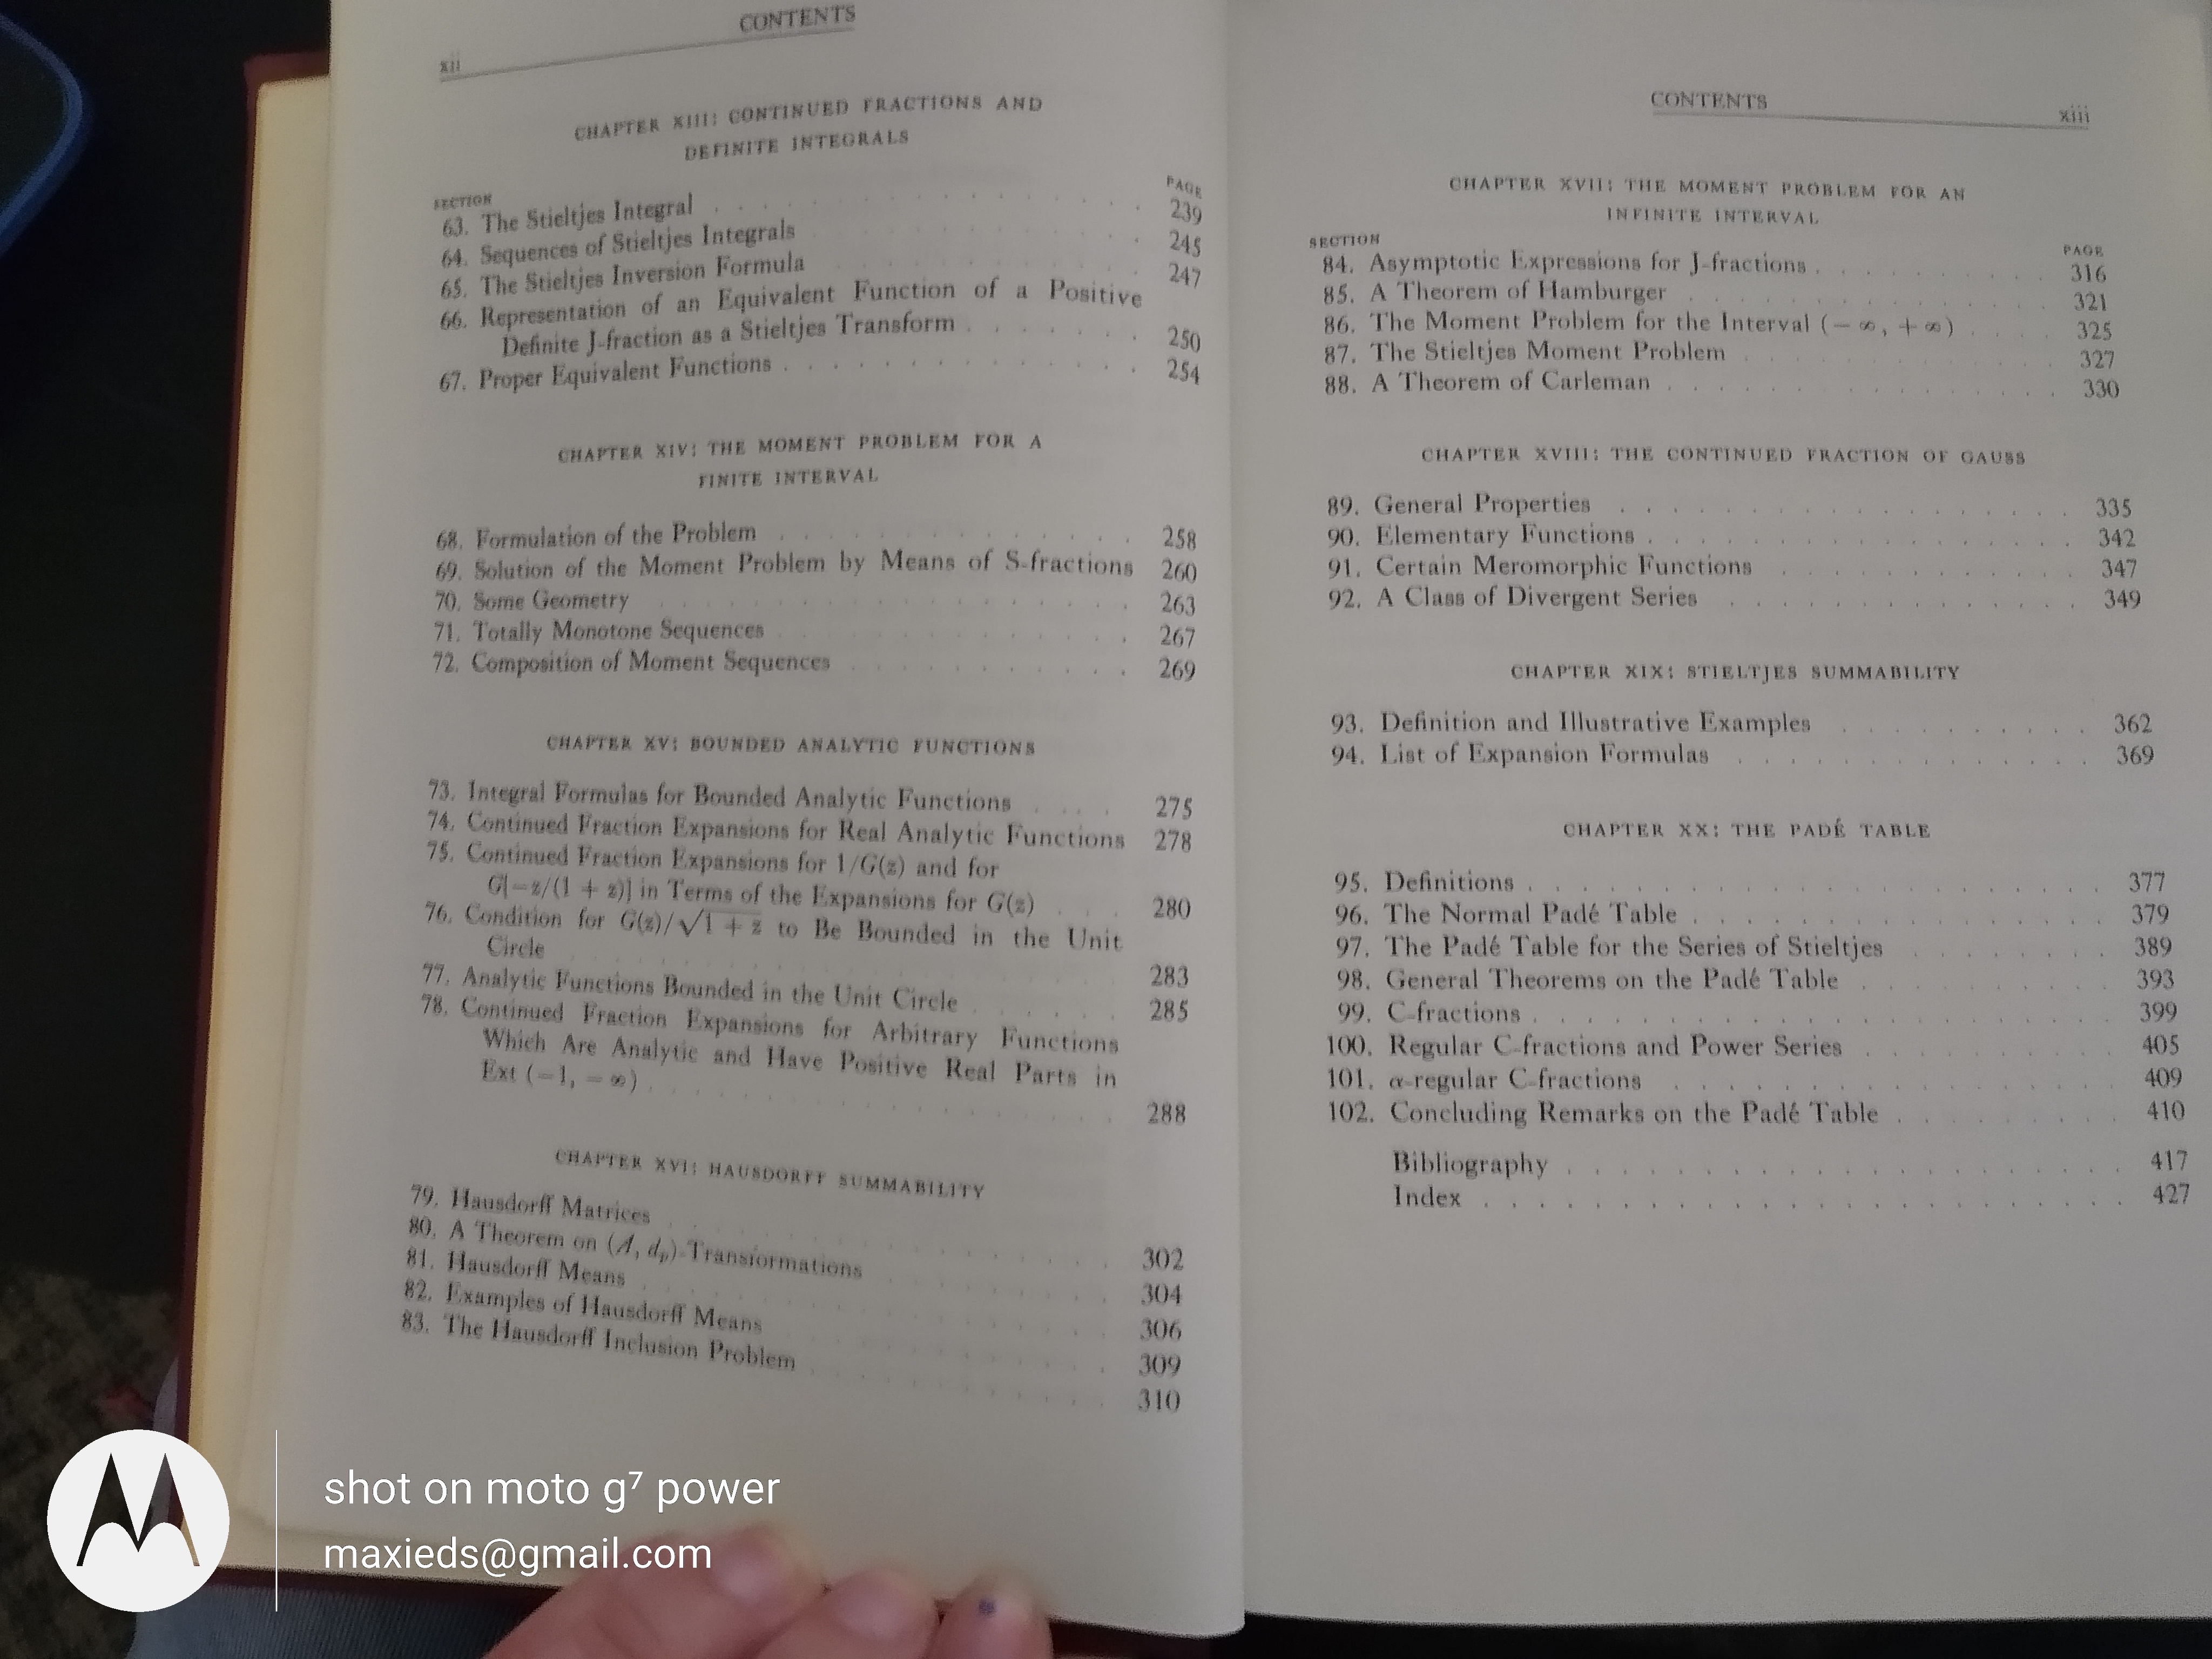 xii
CONTENTS
CHAPTER XIII: CONTINUED FRACTIONS AND
DEFINITE INTEGRALS
SECTION PAGE
63. The Stieltjes Integral . . . . . . . . . . . . . . 239
64. Sequences of Stieltjes Integrals . . . . . . . . . . 245
65. The Stieltjes Inversion Formula . . . . . . . . . . 247
66. Representation of an Equivalent Function of a Positive
Definite J-fraction as a Stieltjes Transform . . . . . . 250
67. Proper Equivalent Functions . . . . . . . . . . . . 254
CHAPTER XIV: THE MOMENT PROBLEM FOR A
FINITE INTERVAL
68. Formulation of the Problem . . . . . . . . . . . . 258
69. Solution of the Moment Problem by Means of S-fractions 260
70. Some Geometry . . . . . . . . . . . . . . . . 263
71. Totally Monotone Sequences . . . . . . . . . . . . 267
72. Composition of Moment Sequences . . . . . . . . . 269
CHAPTER XV: BOUNDED ANALYTIC FUNCTIONS
73. Integral Formulas for Bounded Analytic Functions . . . . 275
74. Continued Fraction Expansions for Real Analytic Functions 278
75. Continued Fraction Expansions for 1/G(z) and for
G[−z/(1 + z)] in Terms of the Expansions for G(z) . . . 280
76. Condition for G(z)/√1 + z to Be Bounded in the Unit
Circle . . . . . . . . . . . . . . . . . . 283
77. Analytic Functions Bounded in the Unit Circle . . . . . . 285
78. Continued Fraction Expansions for Arbitrary Functions
Which Are Analytic and Have Positive Real Parts in
Ext (−1, −∞) . . . . . . . . . . . . . . . . 288
CHAPTER XVI: HAUSDORFF SUMMABILITY
79. Hausdorff Matrices . . . . . . . . . . . . . . . 302
80. A Theorem on (A, dₚ)-Transformations . . . . . . . . 304
81. Hausdorff Means . . . . . . . . . . . . . . . . 306
82. Examples of Hausdorff Means . . . . . . . . . . . 309
83. The Hausdorff Inclusion Problem . . . . . . . . . . 310
CONTENTS
xiii
CHAPTER XVII: THE MOMENT PROBLEM FOR AN
INFINITE INTERVAL
SECTION PAGE
84. Asymptotic Expressions for J-fractions . . . . . . . . . 316
85. A Theorem of Hamburger . . . . . . . . . . . . . 321
86. The Moment Problem for the Interval (− ∞, + ∞) . . . . 325
87. The Stieltjes Moment Problem . . . . . . . . . . . 327
88. A Theorem of Carleman . . . . . . . . . . . . . . 330
CHAPTER XVIII: THE CONTINUED FRACTION OF GAUSS
89. General Properties . . . . . . . . . . . . . . . . 335
90. Elementary Functions . . . . . . . . . . . . . . . 342
91. Certain Meromorphic Functions . . . . . . . . . . . 347
92. A Class of Divergent Series . . . . . . . . . . . . . 349
CHAPTER XIX: STIELTJES SUMMABILITY
93. Definition and Illustrative Examples . . . . . . . . . 362
94. List of Expansion Formulas . . . . . . . . . . . . . 369
CHAPTER XX: THE PADÉ TABLE
95. Definitions . . . . . . . . . . . . . . . . . . . 377
96. The Normal Padé Table . . . . . . . . . . . . . . 379
97. The Padé Table for the Series of Stieltjes . . . . . . . 389
98. General Theorems on the Padé Table . . . . . . . . . 393
99. C-fractions . . . . . . . . . . . . . . . . . . . 399
100. Regular C-fractions and Power Series . . . . . . . . . 405
101. α-regular C-fractions . . . . . . . . . . . . . . . 409
102. Concluding Remarks on the Padé Table . . . . . . . . 410
Bibliography . . . . . . . . . . . . . . . . . . 417
Index . . . . . . . . . . . . . . . . . . . . . 427
shot on moto g⁷ power
maxieds@gmail.com